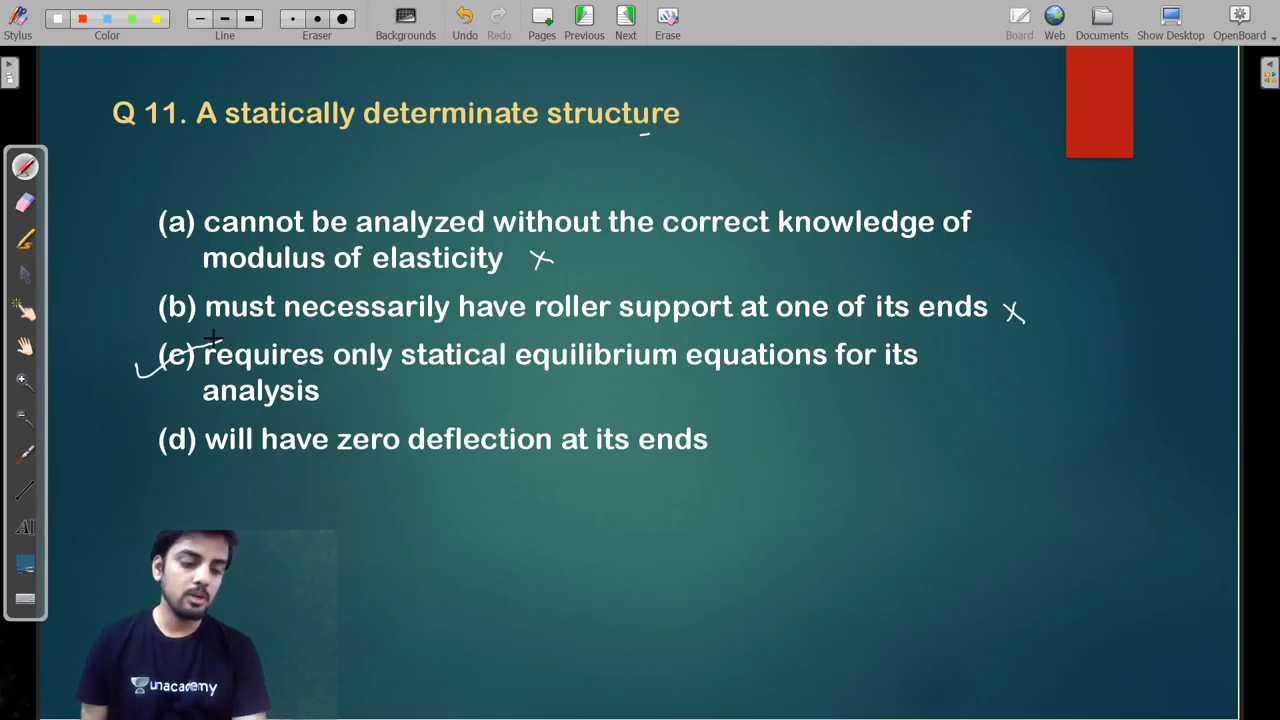 Stylus Color Line Eraser Backgrounds Undo Redo Pages Previous Next Erase Board Web Documents Show Desktop OpenBoard
Q 11. A statically determinate structure
(a) cannot be analyzed without the correct knowledge of
modulus of elasticity
(b) must necessarily have roller support at one of its ends
(c) requires only statical equilibrium equations for its
analysis
(d) will have zero deflection at its ends
unacademy